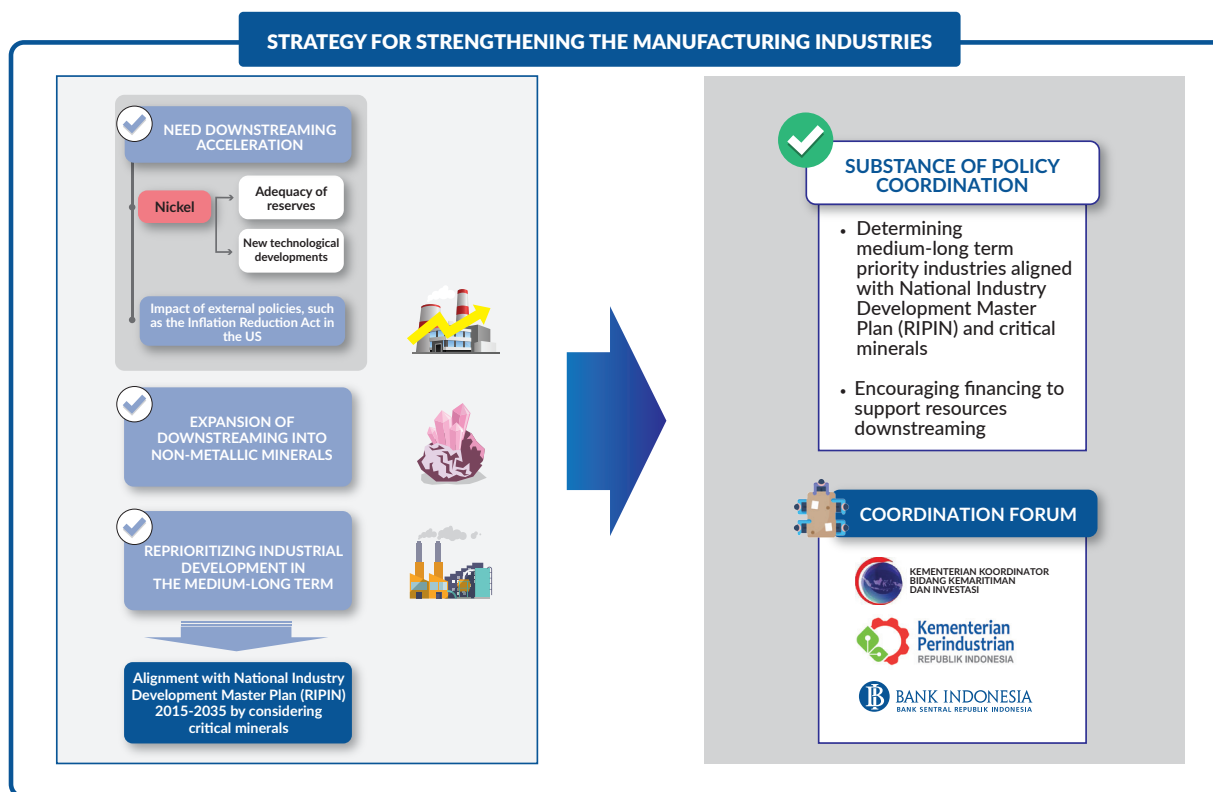 STRATEGY FOR STRENGTHENING THE MANUFACTURING INDUSTRIES
NEED DOWNSTREAMING
ACCELERATION
Nickel
Adequacy of
reserves
New technological
developments
Impact of external policies, such
as the Inflation Reduction Act in
the US
EXPANSION OF
DOWNSTREAMING INTO
NON-METALLIC MINERALS
REPRIORITIZING INDUSTRIAL
DEVELOPMENT IN
THE MEDIUM-LONG TERM
Alignment with National Industry
Development Master Plan (RIPIN)
2015-2035 by considering
critical minerals
SUBSTANCE OF POLICY
COORDINATION
• Determining
medium-long term
priority industries aligned
with National Industry
Development Master
Plan (RIPIN) and critical
minerals
• Encouraging financing to
support resources
downstreaming
COORDINATION FORUM
KEMENTERIAN KOORDINATOR
BIDANG KEMARITIMAN
DAN INVESTASI
Kementerian
Perindustrian
REPUBLIK INDONESIA
BANK INDONESIA
BANK SENTRAL REPUBLIK INDONESIA